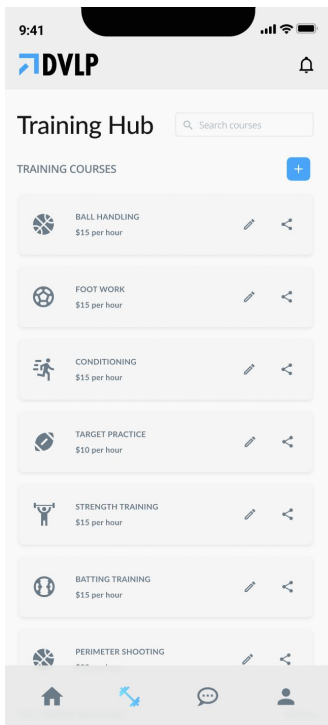 9:41
DVLP
Training Hub
Search courses
TRAINING COURSES
+
BALL HANDLING
$15 per hour
FOOT WORK
$15 per hour
CONDITIONING
$15 per hour
TARGET PRACTICE
$10 per hour
STRENGTH TRAINING
$15 per hour
BATTING TRAINING
$15 per hour
PERIMETER SHOOTING